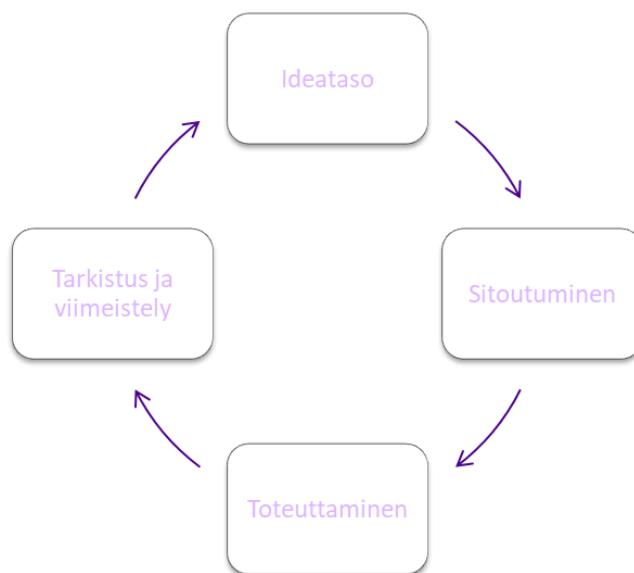 Ideataso
Sitoutuminen
Toteuttaminen
Tarkistus ja
viimeistely